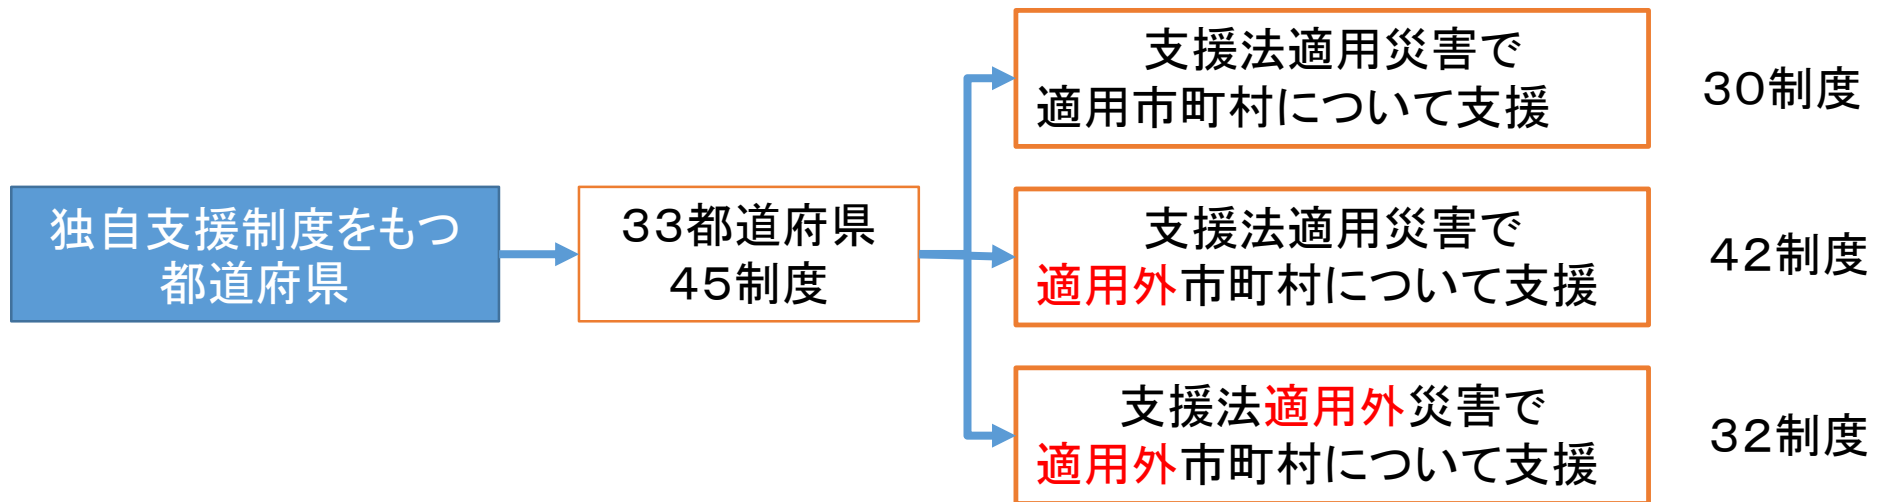 独自支援制度をもつ
都道府県
33都道府県
45制度
支援法適用災害で
適用市町村について支援
30制度
支援法適用災害で
適用外市町村について支援
42制度
支援法適用外災害で
適用外市町村について支援
32制度